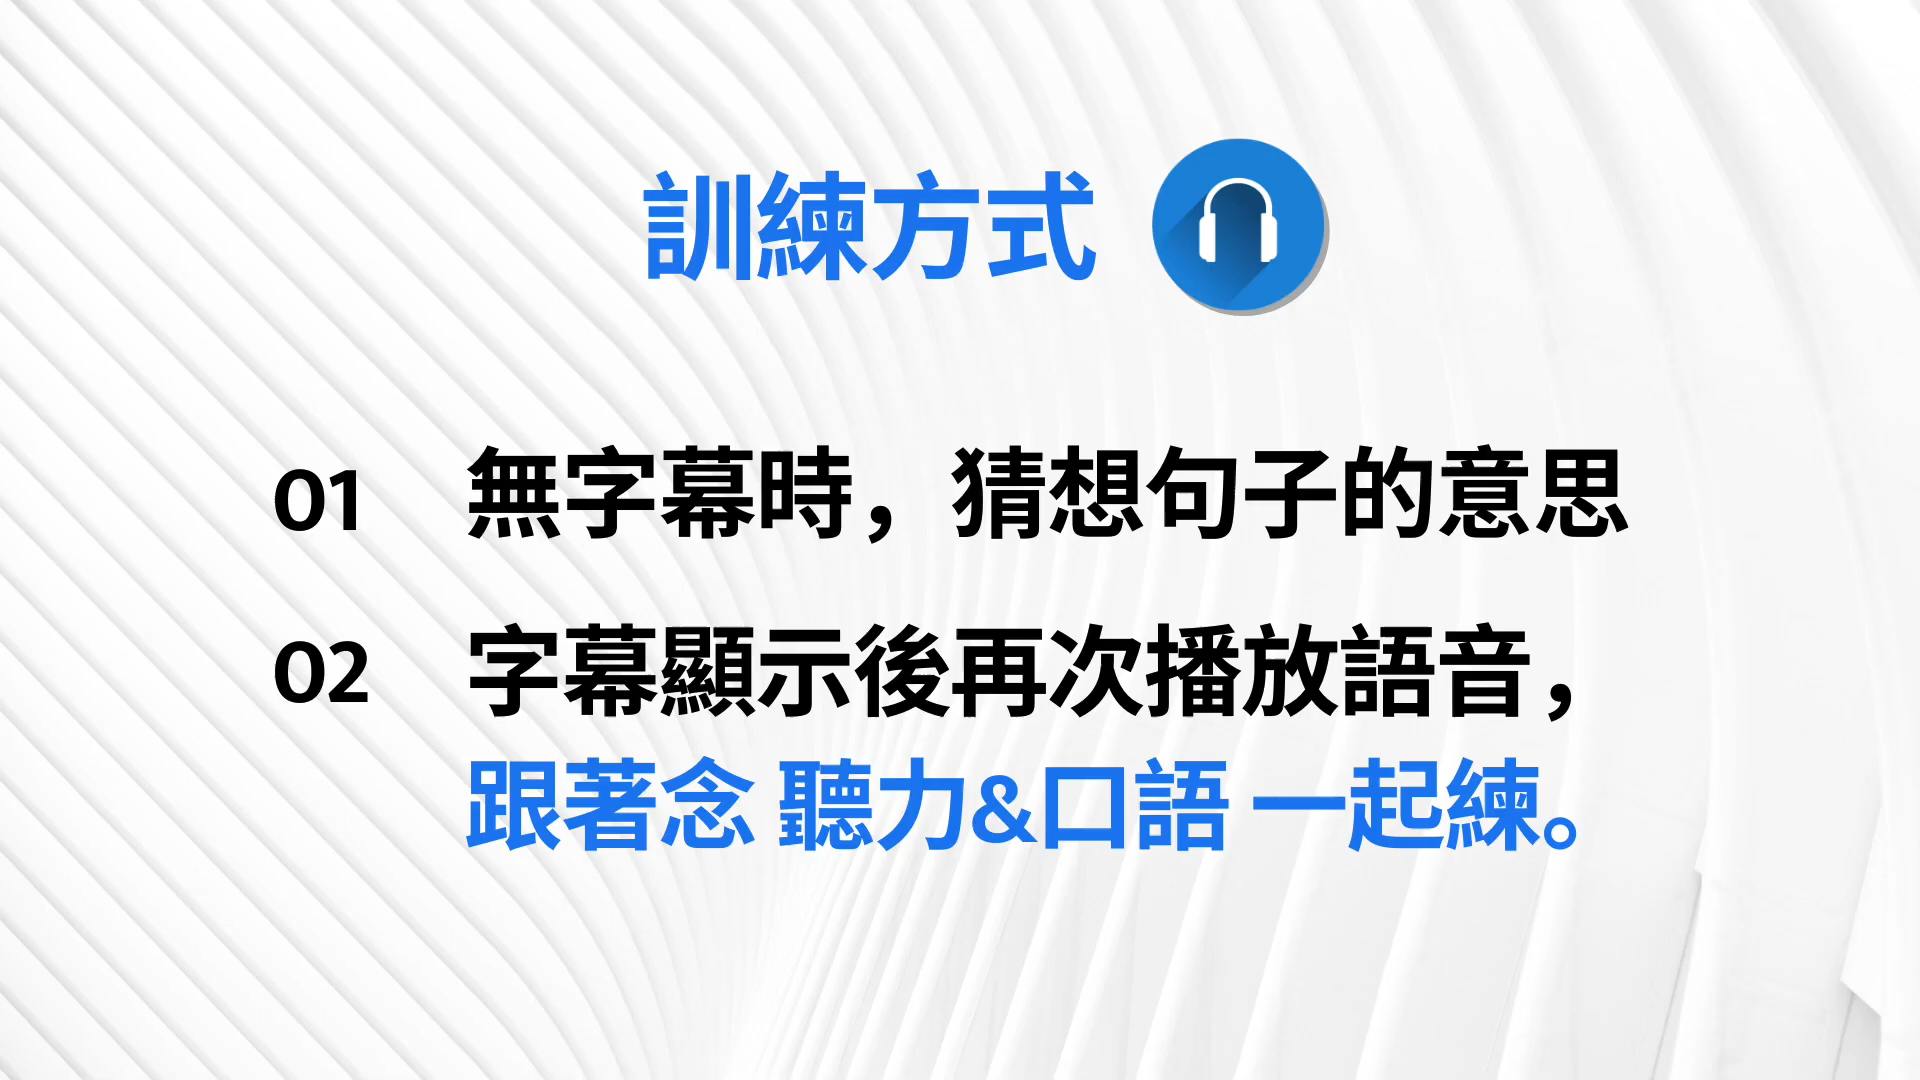 訓練方式
01 無字幕時，猜想句子的意思
02 字幕顯示後再次播放語音，
跟著念 聽力&口語 一起練。